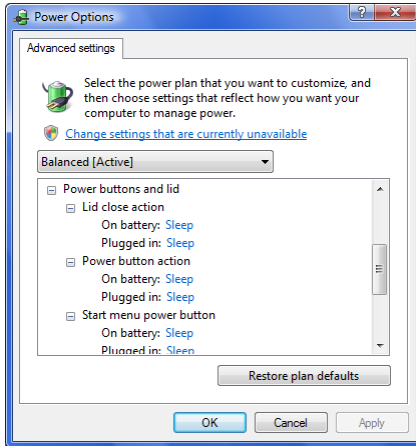 Power Options
Advanced settings
Select the power plan that you want to customize, and
then choose settings that reflect how you want your
computer to manage power.
Change settings that are currently unavailable
Balanced [Active]
Power buttons and lid
Lid close action
On battery: Sleep
Plugged in: Sleep
Power button action
On battery: Sleep
Plugged in: Sleep
Start menu power button
On battery: Sleep
Plugged in: Sleep
Restore plan defaults
OK Cancel Apply